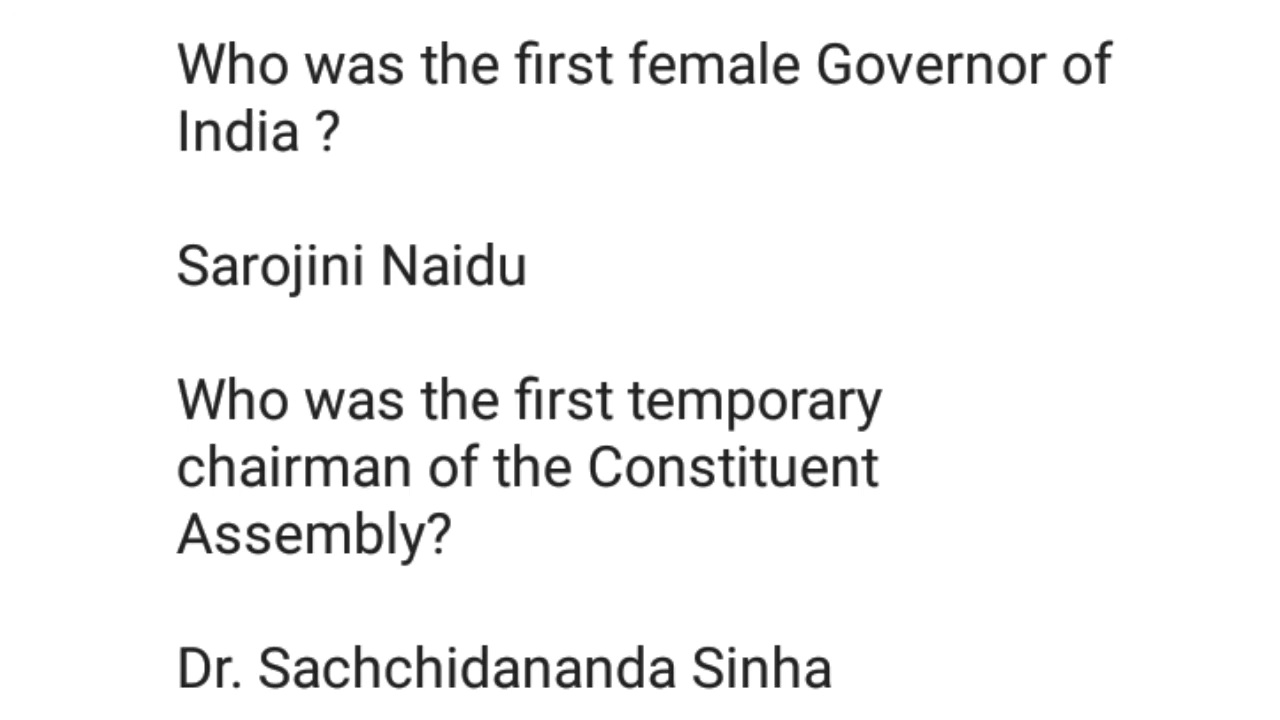 Who was the first female Governor of
India ?
Sarojini Naidu
Who was the first temporary
chairman of the Constituent
Assembly?
Dr. Sachchidananda Sinha